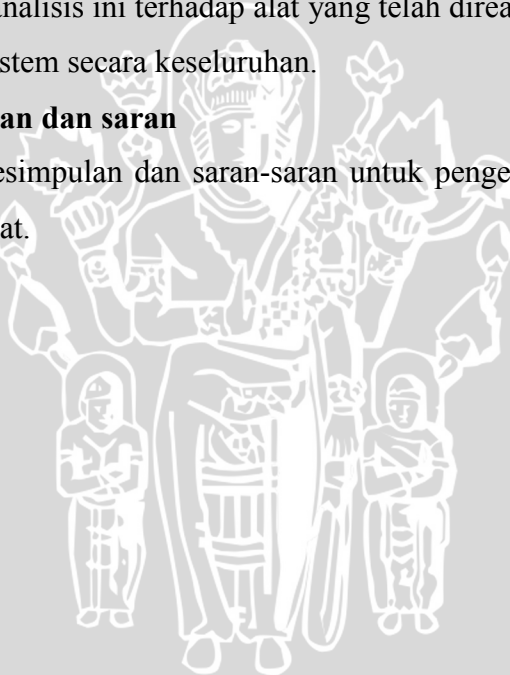 nalisis ini terhadap alat yang telah direa
stem secara keseluruhan.
an dan saran
esimpulan dan saran-saran untuk penge
at.